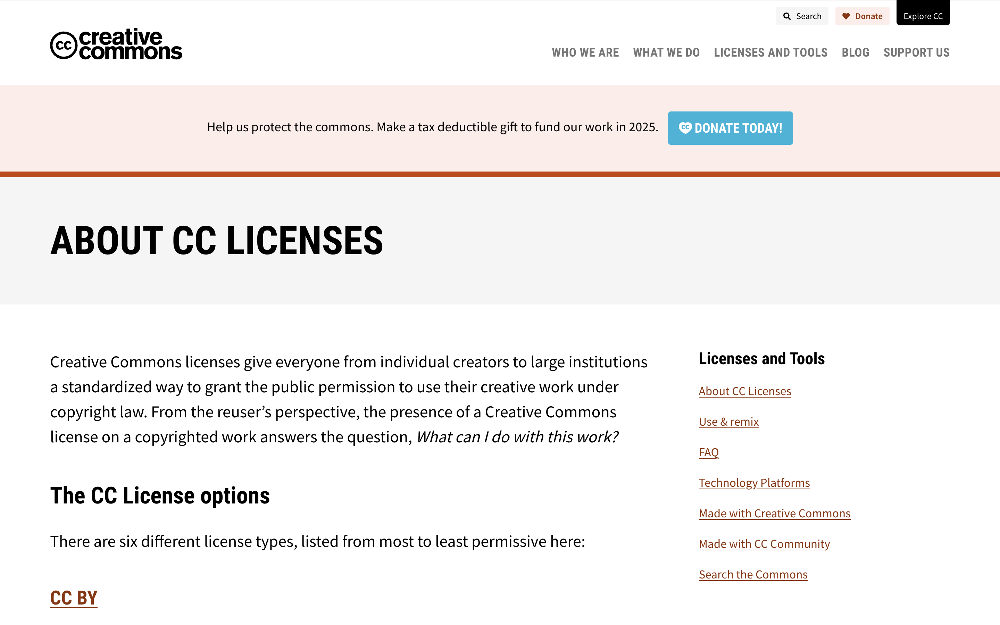 Search
Donate
Explore CC
cc creative
commons
WHO WE ARE
WHAT WE DO
LICENSES AND TOOLS
BLOG
SUPPORT US
Help us protect the commons. Make a tax deductible gift to fund our work in 2025.
cc DONATE TODAY!
ABOUT CC LICENSES
Creative Commons licenses give everyone from individual creators to large institutions
a standardized way to grant the public permission to use their creative work under
copyright law. From the reuser’s perspective, the presence of a Creative Commons
license on a copyrighted work answers the question, What can I do with this work?
The CC License options
There are six different license types, listed from most to least permissive here:
CC BY
Licenses and Tools
About CC Licenses
Use & remix
FAQ
Technology Platforms
Made with Creative Commons
Made with CC Community
Search the Commons